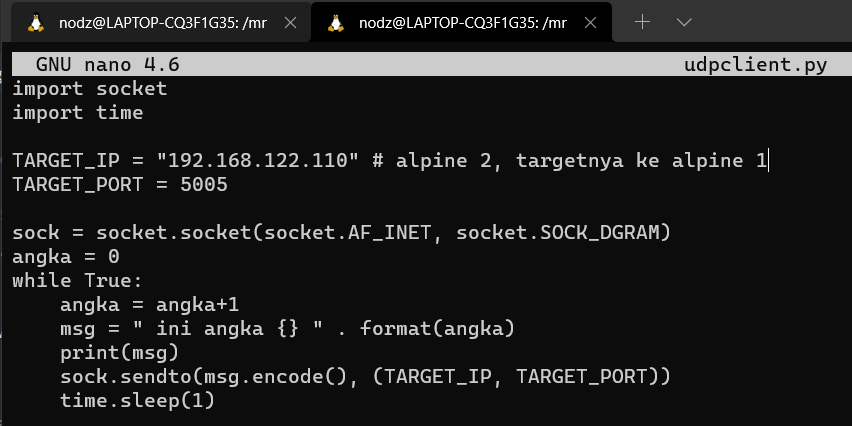 nodz@LAPTOP-CQ3F1G35: /mr
nodz@LAPTOP-CQ3F1G35: /mr
GNU nano 4.6 udpclient.py
import socket
import time
TARGET_IP = "192.168.122.110" # alpine 2, targetnya ke alpine 1
TARGET_PORT = 5005
sock = socket.socket(socket.AF_INET, socket.SOCK_DGRAM)
angka = 0
while True:
    angka = angka+1
    msg = " ini angka {} " . format(angka)
    print(msg)
    sock.sendto(msg.encode(), (TARGET_IP, TARGET_PORT))
    time.sleep(1)